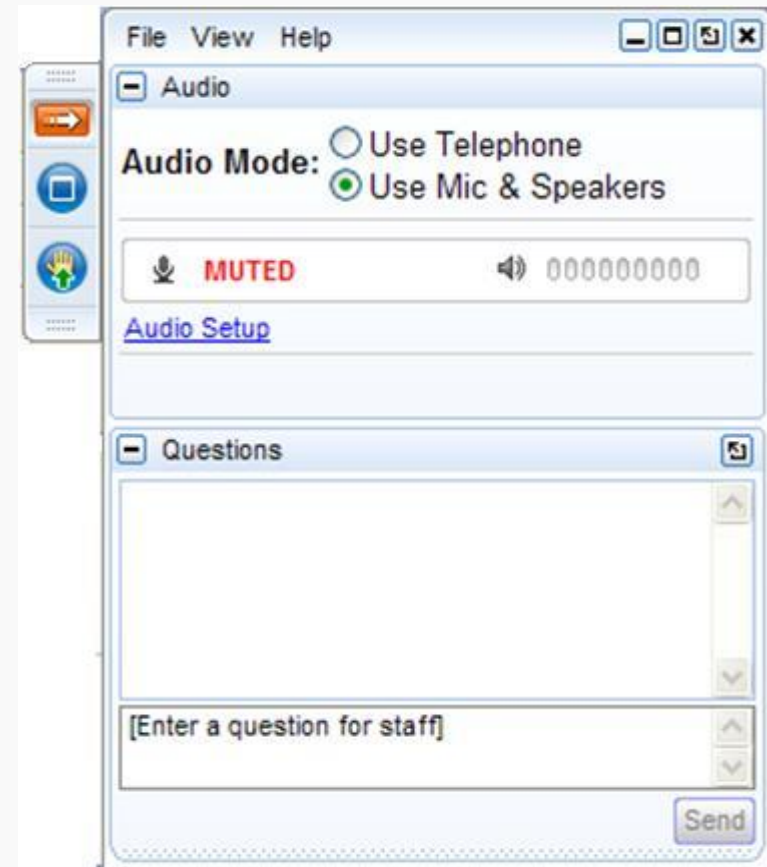 File View Help
Audio
Audio Mode: Use Telephone
Use Mic & Speakers
MUTED 000000000
Audio Setup
Questions
[Enter a question for staff]
Send